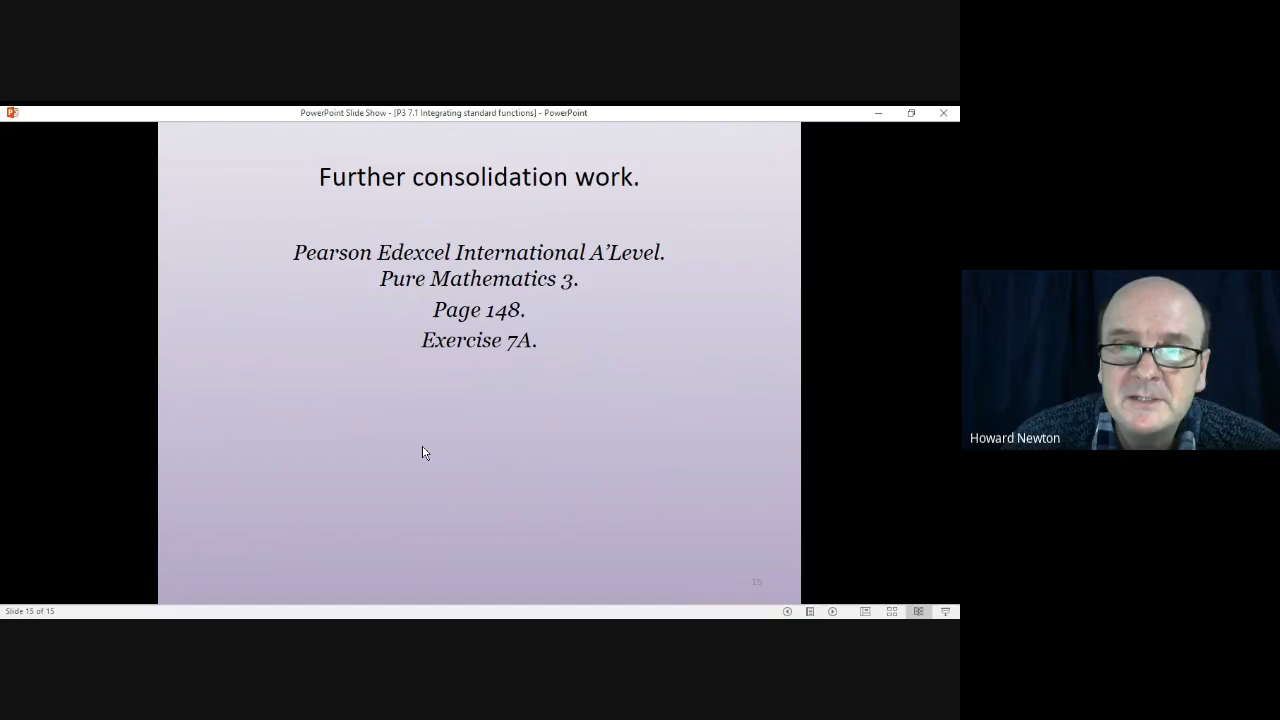 PowerPoint Slide Show - [P3 7.1 Integrating standard functions] - PowerPoint
Further consolidation work.
Pearson Edexcel International A’Level.
Pure Mathematics 3.
Page 148.
Exercise 7A.
Howard Newton
15
Slide 15 of 15